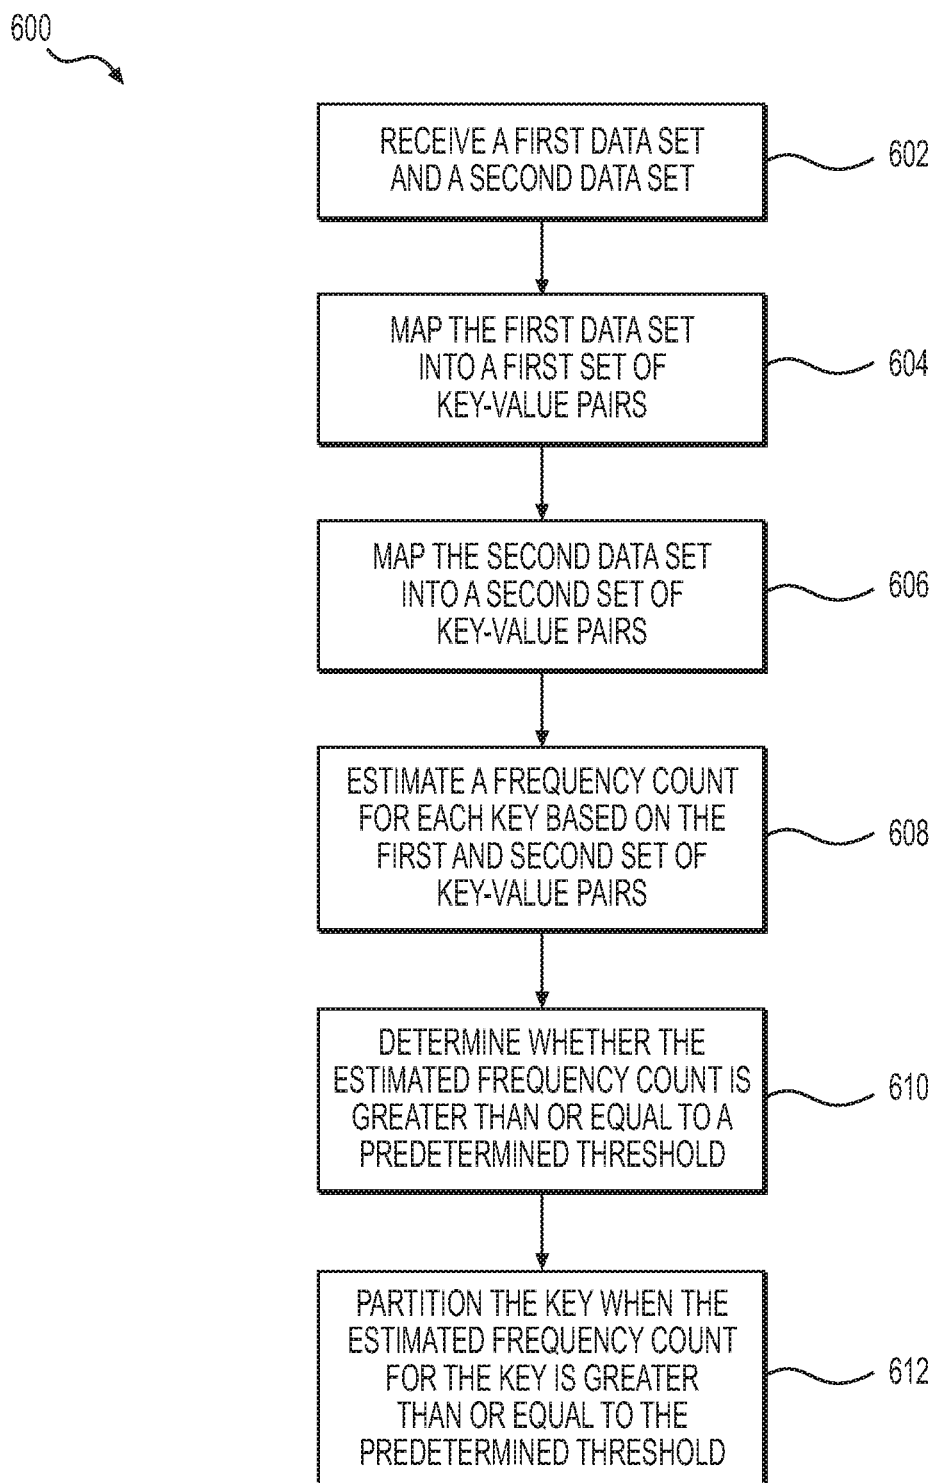 600
RECEIVE A FIRST DATA SET
AND A SECOND DATA SET
602
MAP THE FIRST DATA SET
INTO A FIRST SET OF
KEY-VALUE PAIRS
604
MAP THE SECOND DATA SET
INTO A SECOND SET OF
KEY-VALUE PAIRS
606
ESTIMATE A FREQUENCY COUNT
FOR EACH KEY BASED ON THE
FIRST AND SECOND SET OF
KEY-VALUE PAIRS
608
DETERMINE WHETHER THE
ESTIMATED FREQUENCY COUNT IS
GREATER THAN OR EQUAL TO A
PREDETERMINED THRESHOLD
610
PARTITION THE KEY WHEN THE
ESTIMATED FREQUENCY COUNT
FOR THE KEY IS GREATER
THAN OR EQUAL TO THE
PREDETERMINED THRESHOLD
612